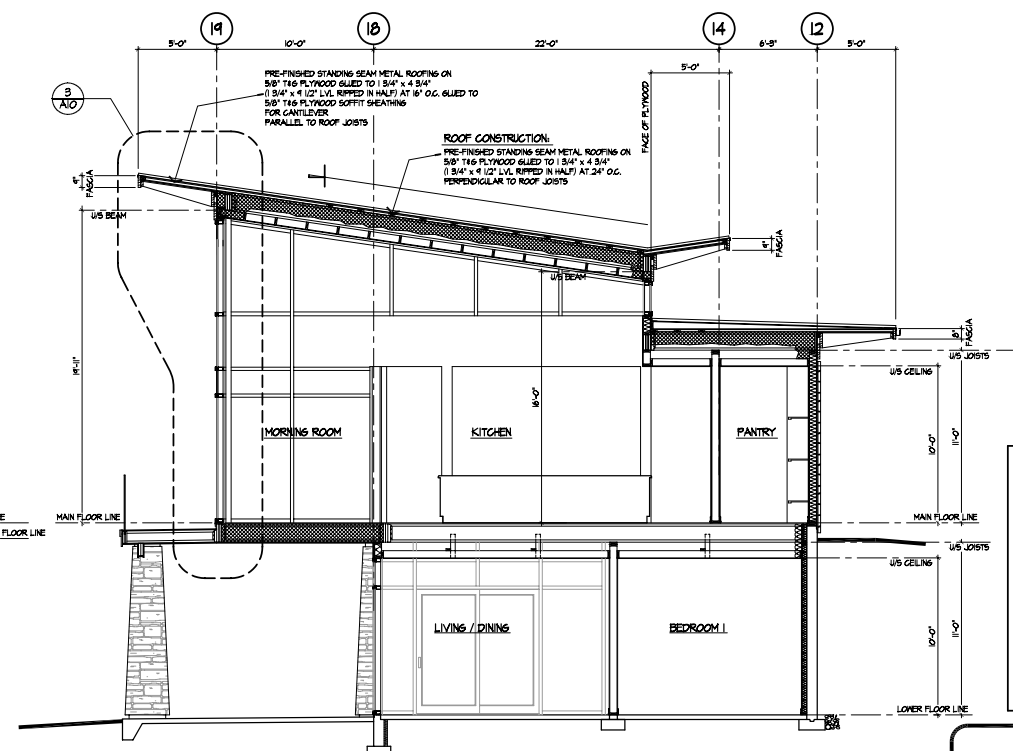 19
18
14
12
5'-0"
10'-0"
22'-0"
6'-3"
5'-0"
5'-0"
3
A10
PRE-FINISHED STANDING SEAM METAL ROOFING ON
5/8" T&G PLYWOOD GLUED TO 1 3/4" x 4 3/4"
(1 3/4" x 9 1/2" LVL RIPPED IN HALF) AT 16" O.C. GLUED TO
5/8" T&G PLYWOOD SOFFIT SHEATHING
FOR CANTILEVER
PARALLEL TO ROOF JOISTS
ROOF CONSTRUCTION:
PRE-FINISHED STANDING SEAM METAL ROOFING ON
5/8" T&G PLYWOOD GLUED TO 1 3/4" x 4 3/4"
(1 3/4" x 9 1/2" LVL RIPPED IN HALF) AT 24" O.C.
PERPENDICULAR TO ROOF JOISTS
FACE OF PLYWOOD
9"
FASCIA
U/S BEAM
9"
FASCIA
U/S BEAM
8"
FASCIA
U/S JOISTS
U/S CEILING
19'-11"
16'-0"
MORNING ROOM
KITCHEN
PANTRY
10'-0"
11'-0"
E
FLOOR LINE
MAIN FLOOR LINE
MAIN FLOOR LINE
U/S JOISTS
U/S CEILING
LIVING / DINING
BEDROOM 1
10'-0"
11'-0"
LOWER FLOOR LINE